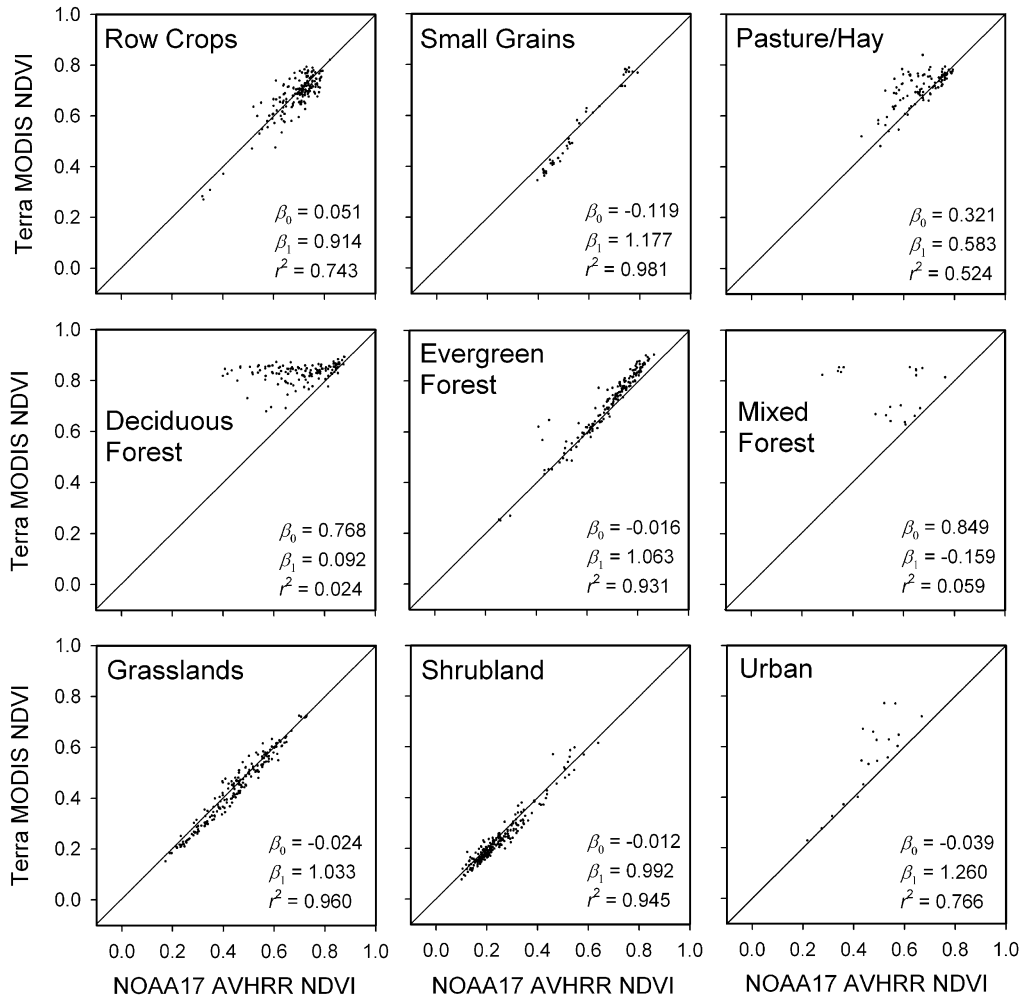 Row Crops
Small Grains
Pasture/Hay
1.0
0.8
0.6
0.4
0.2
0.0
Terra MODIS NDVI
β₀ = 0.051
β₁ = 0.914
r² = 0.743
β₀ = -0.119
β₁ = 1.177
r² = 0.981
β₀ = 0.321
β₁ = 0.583
r² = 0.524
Deciduous
Forest
Evergreen
Forest
Mixed
Forest
1.0
0.8
0.6
0.4
0.2
0.0
Terra MODIS NDVI
β₀ = 0.768
β₁ = 0.092
r² = 0.024
β₀ = -0.016
β₁ = 1.063
r² = 0.931
β₀ = 0.849
β₁ = -0.159
r² = 0.059
Grasslands
Shrubland
Urban
1.0
0.8
0.6
0.4
0.2
0.0
Terra MODIS NDVI
β₀ = -0.024
β₁ = 1.033
r² = 0.960
β₀ = -0.012
β₁ = 0.992
r² = 0.945
β₀ = -0.039
β₁ = 1.260
r² = 0.766
0.0 0.2 0.4 0.6 0.8 1.0
0.0 0.2 0.4 0.6 0.8 1.0
0.0 0.2 0.4 0.6 0.8 1.0
NOAA17 AVHRR NDVI
NOAA17 AVHRR NDVI
NOAA17 AVHRR NDVI